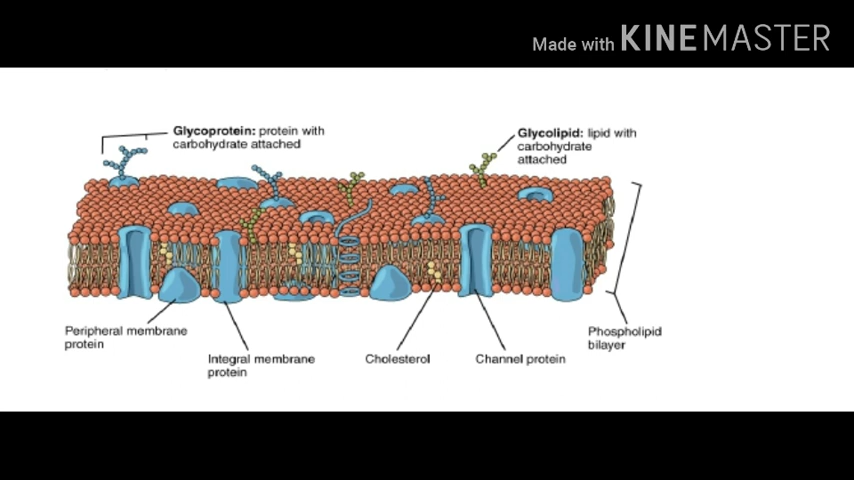 Made with KINEMASTER
Glycoprotein: protein with
carbohydrate attached
Glycolipid: lipid with
carbohydrate
attached
Peripheral membrane
protein
Integral membrane
protein
Cholesterol
Channel protein
Phospholipid
bilayer